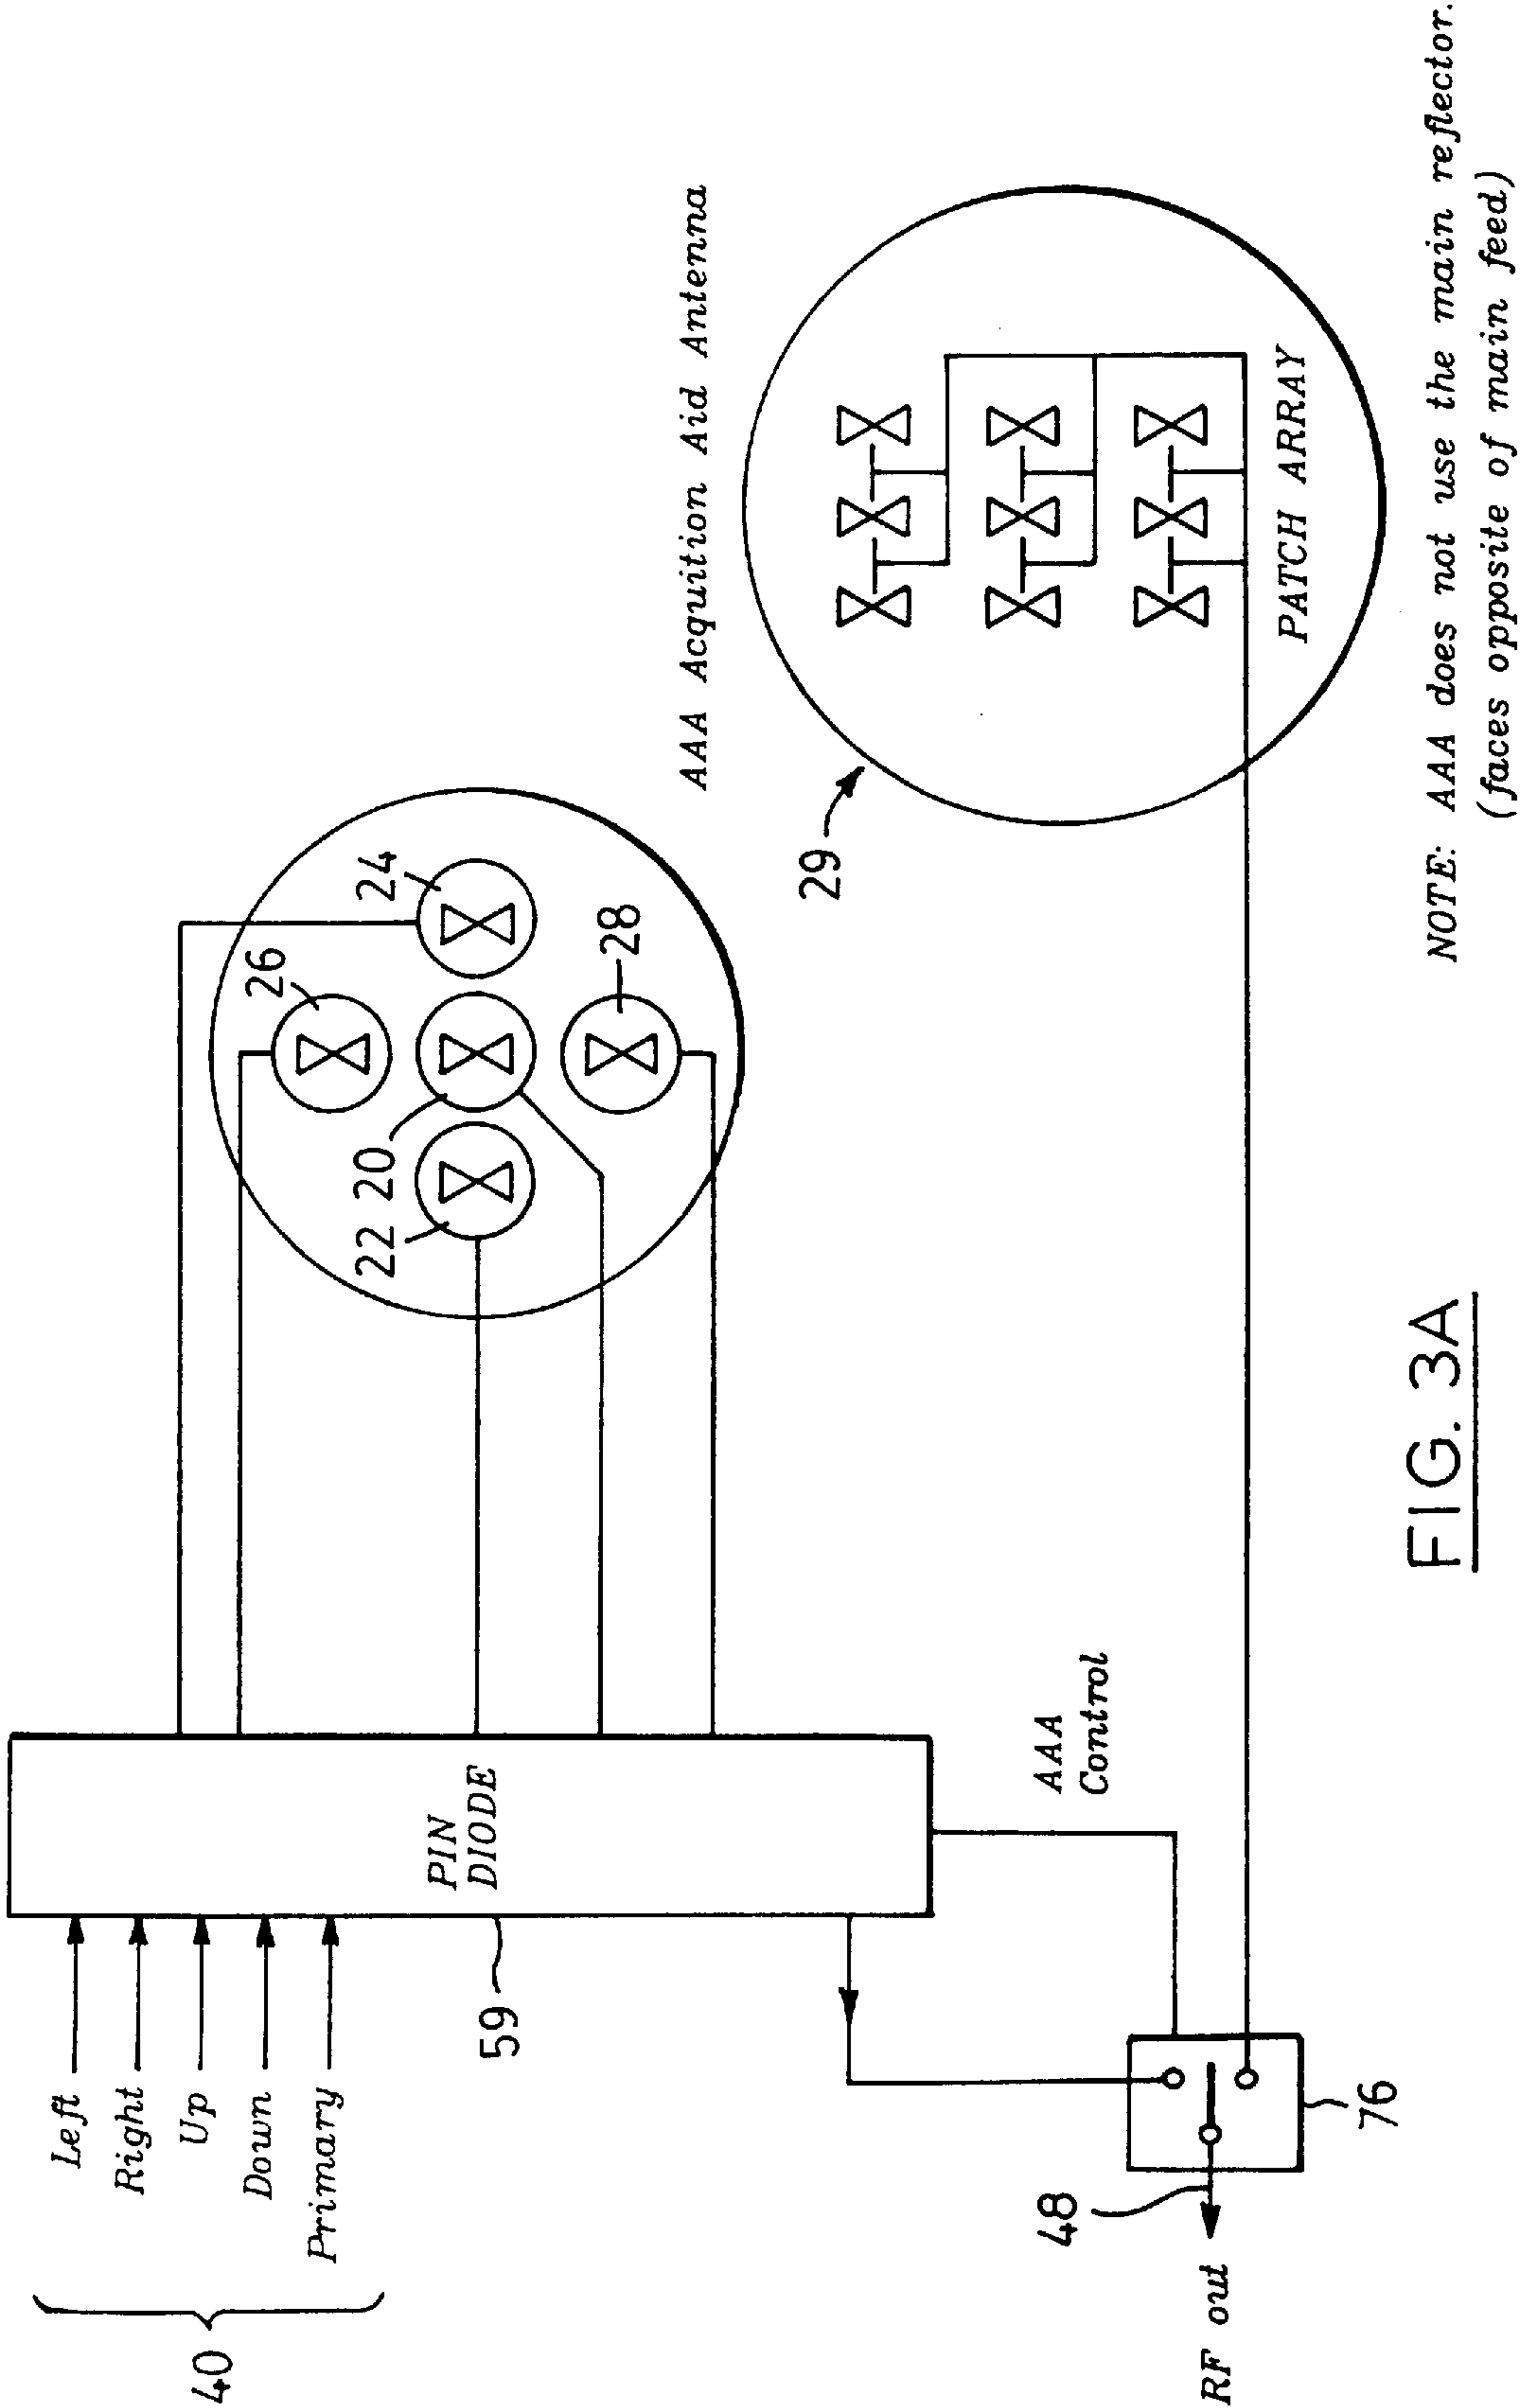 40
Left
Right
Up
Down
Primary
PIN
DIODE
59
26
24
22
20
28
AAA Acquition Aid Antenna
29
PATCH ARRAY
AAA
Control
48
RF out
76
NOTE: AAA does not use the main reflector.
(faces opposite of main feed)
FIG. 3A